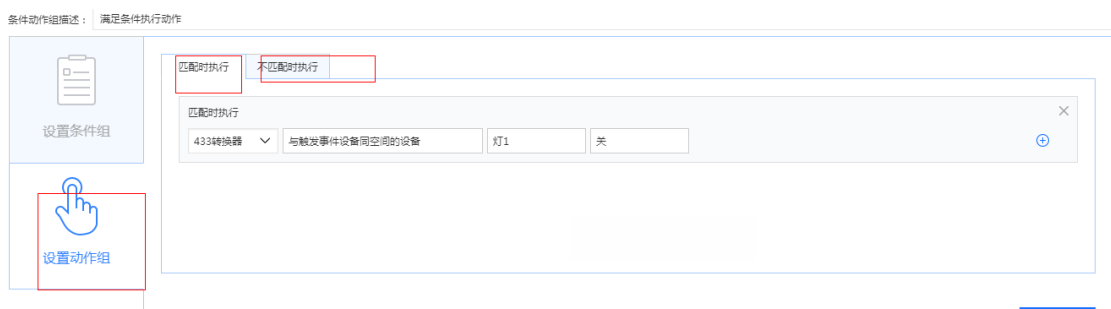 条件动作组描述： 满足条件执行动作
设置条件组
设置动作组
匹配时执行 不匹配时执行
匹配时执行
433转换器 与触发事件设备同空间的设备 灯1 关